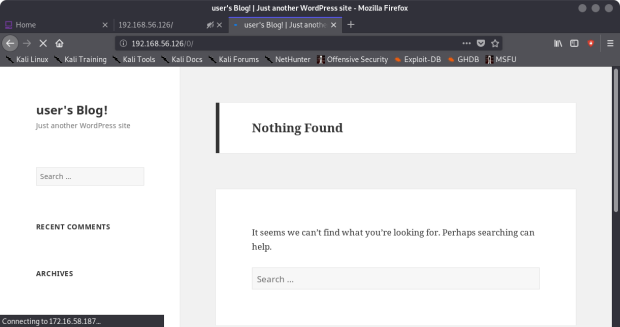 user's Blog! | Just another WordPress site - Mozilla Firefox
Home
192.168.56.126/
user's Blog! | Just anothe
192.168.56.126/0/
Kali Linux
Kali Training
Kali Tools
Kali Docs
Kali Forums
NetHunter
Offensive Security
Exploit-DB
GHDB
MSFU
user's Blog!
Just another WordPress site
Search ...
RECENT COMMENTS
ARCHIVES
Nothing Found
It seems we can't find what you're looking for. Perhaps searching can
help.
Search ...
Connecting to 172.16.58.187...